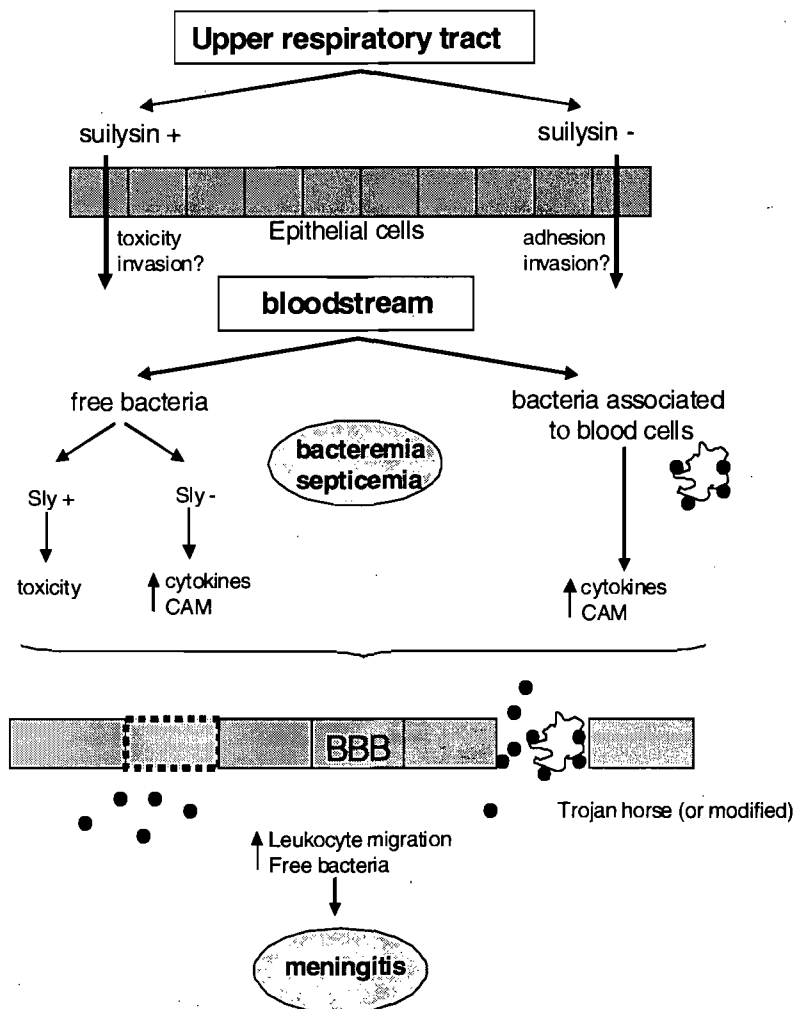 Upper respiratory tract
suilysin +
suilysin -
Epithelial cells
toxicity
invasion?
adhesion
invasion?
bloodstream
free bacteria
bacteria associated
to blood cells
bacteremia
septicemia
Sly +
Sly -
toxicity
cytokines
CAM
cytokines
CAM
BBB
Trojan horse (or modified)
Leukocyte migration
Free bacteria
meningitis